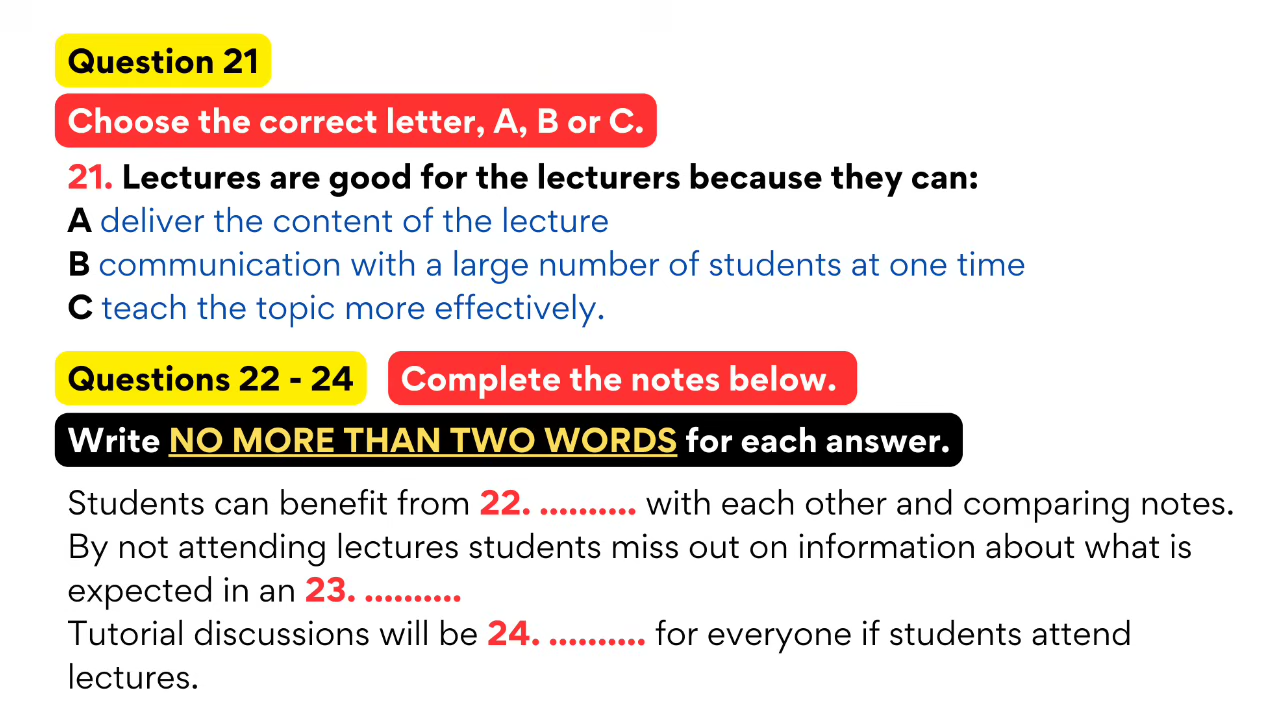 Question 21
Choose the correct letter, A, B or C.
21. Lectures are good for the lecturers because they can:
A deliver the content of the lecture
B communication with a large number of students at one time
C teach the topic more effectively.
Questions 22 - 24 Complete the notes below.
Write NO MORE THAN TWO WORDS for each answer.
Students can benefit from 22. .......... with each other and comparing notes.
By not attending lectures students miss out on information about what is
expected in an 23. ..........
Tutorial discussions will be 24. .......... for everyone if students attend
lectures.